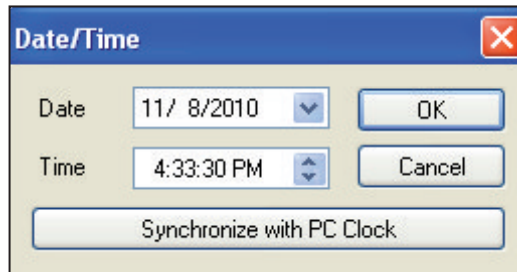 Date/Time
Date 11/ 8/2010 OK
Time 4:33:30 PM Cancel
Synchronize with PC Clock